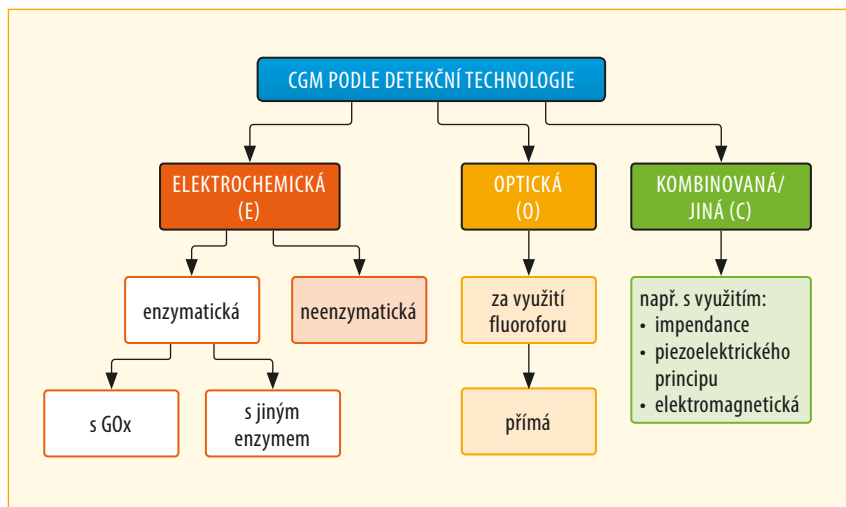 CGM PODLE DETEKČNÍ TECHNOLOGIE
ELEKTROCHEMICKÁ
(E)
OPTICKÁ
(O)
KOMBINOVANÁ/
JINÁ (C)
enzymatická
neenzymatická
za využití
fluoroforu
např. s využitím:
• impendance
• piezoelektrického
principu
• elektromagnetická
s GOx
s jiným
enzymem
přímá